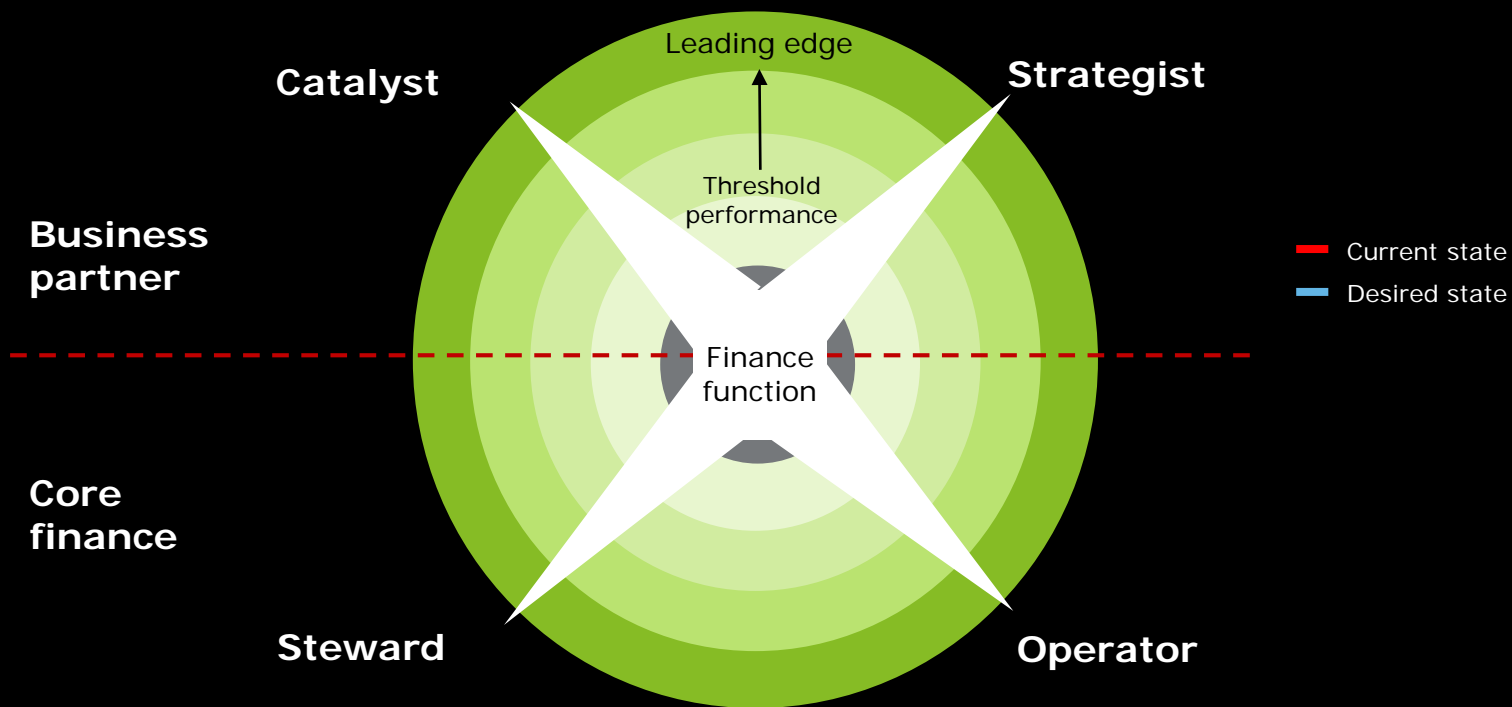 Leading edge
Catalyst
Strategist
Threshold
performance
Business
partner
Current state
Desired state
Finance
function
Core
finance
Steward
Operator